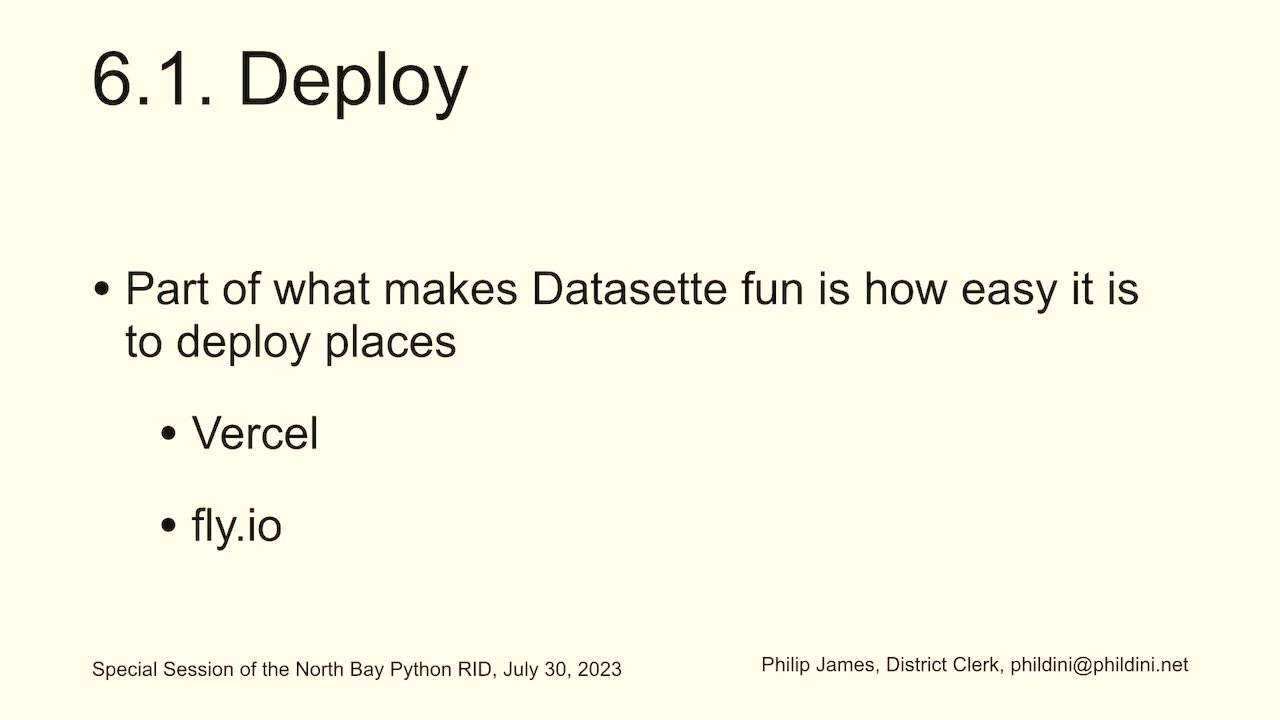 6.1. Deploy
• Part of what makes Datasette fun is how easy it is
to deploy places
• Vercel
• fly.io
Special Session of the North Bay Python RID, July 30, 2023
Philip James, District Clerk, phildini@phildini.net